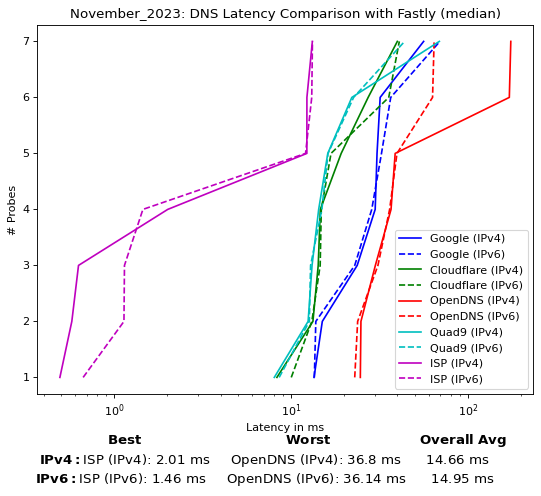 November_2023: DNS Latency Comparison with Fastly (median)
# Probes
7
6
5
4
3
2
1
Google (IPv4)
Google (IPv6)
Cloudflare (IPv4)
Cloudflare (IPv6)
OpenDNS (IPv4)
OpenDNS (IPv6)
Quad9 (IPv4)
Quad9 (IPv6)
ISP (IPv4)
ISP (IPv6)
10⁰ 10¹ 10²
Latency in ms
Best Worst Overall Avg
IPv4: ISP (IPv4): 2.01 ms OpenDNS (IPv4): 36.8 ms 14.66 ms
IPv6: ISP (IPv6): 1.46 ms OpenDNS (IPv6): 36.14 ms 14.95 ms